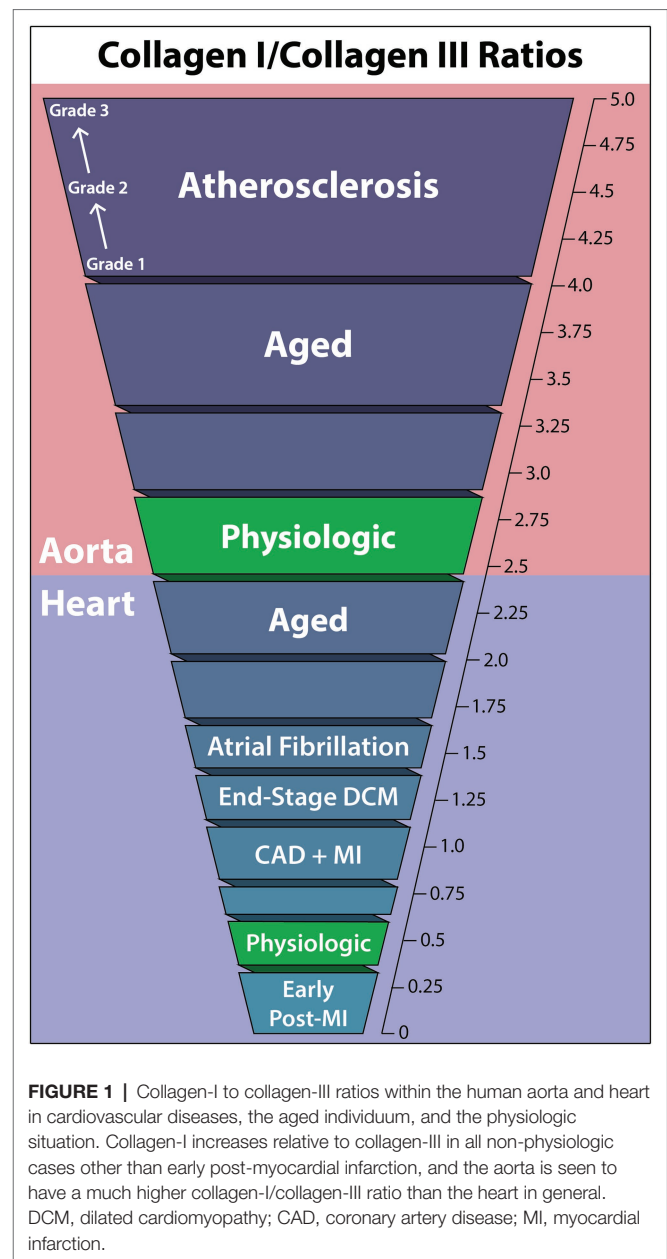 Collagen I/Collagen III Ratios
Grade 3
Grade 2
Grade 1
Atherosclerosis
Aged
Physiologic
Aorta
Heart
Aged
Atrial Fibrillation
End-Stage DCM
CAD + MI
Physiologic
Early
Post-MI
5.0
4.75
4.5
4.25
4.0
3.75
3.5
3.25
3.0
2.75
2.5
2.25
2.0
1.75
1.5
1.25
1.0
0.75
0.5
0.25
0
FIGURE 1 | Collagen-I to collagen-III ratios within the human aorta and heart
in cardiovascular diseases, the aged individuum, and the physiologic
situation. Collagen-I increases relative to collagen-III in all non-physiologic
cases other than early post-myocardial infarction, and the aorta is seen to
have a much higher collagen-I/collagen-III ratio than the heart in general.
DCM, dilated cardiomyopathy; CAD, coronary artery disease; MI, myocardial
infarction.